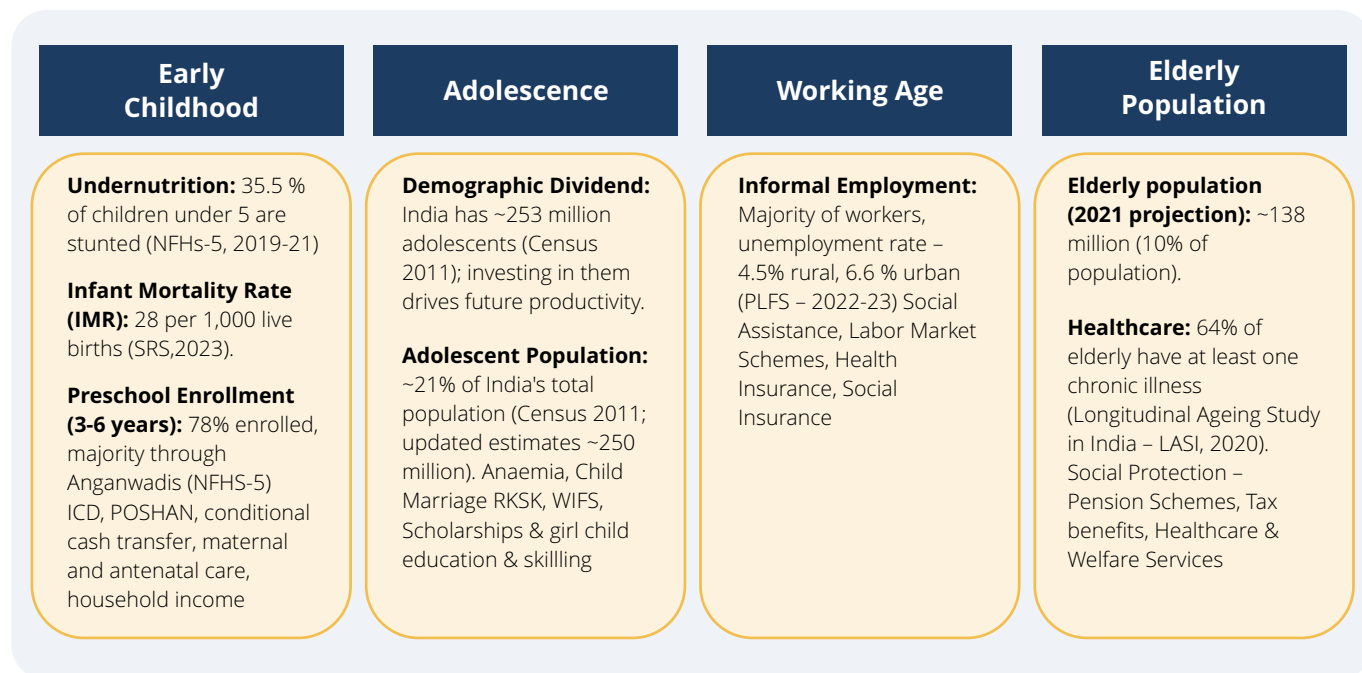 Early
Childhood
Undernutrition: 35.5 %
of children under 5 are
stunted (NFHs-5, 2019-21)
Infant Mortality Rate
(IMR): 28 per 1,000 live
births (SRS,2023).
Preschool Enrollment
(3-6 years): 78% enrolled,
majority through
Anganwadis (NFHS-5)
ICD, POSHAN, conditional
cash transfer, maternal
and antenatal care,
household income
Adolescence
Demographic Dividend:
India has ~253 million
adolescents (Census
2011); investing in them
drives future productivity.
Adolescent Population:
~21% of India's total
population (Census 2011;
updated estimates ~250
million). Anaemia, Child
Marriage RKSK, WIFS,
Scholarships & girl child
education & skillling
Working Age
Informal Employment:
Majority of workers,
unemployment rate –
4.5% rural, 6.6 % urban
(PLFS – 2022-23) Social
Assistance, Labor Market
Schemes, Health
Insurance, Social
Insurance
Elderly
Population
Elderly population
(2021 projection): ~138
million (10% of
population).
Healthcare: 64% of
elderly have at least one
chronic illness
(Longitudinal Ageing Study
in India – LASI, 2020).
Social Protection –
Pension Schemes, Tax
benefits, Healthcare &
Welfare Services